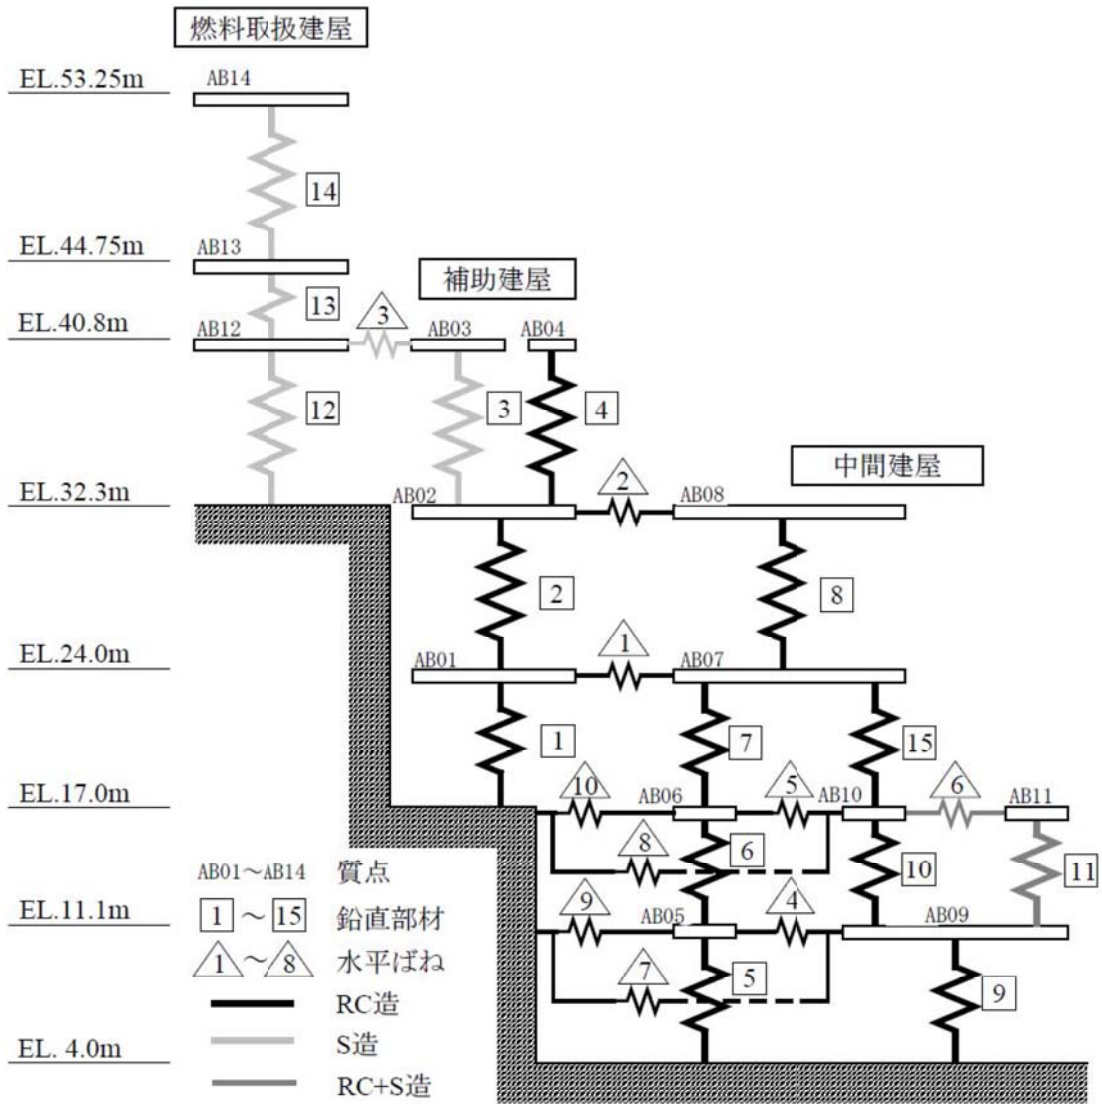 燃料取扱建屋
EL.53.25m
AB14
14
EL.44.75m
AB13
補助建屋
13
EL.40.8m
AB12
3
AB03
AB04
12
3
4
中間建屋
EL.32.3m
AB02
2
AB08
2
8
EL.24.0m
AB01
1
AB07
1
7
15
EL.17.0m
10
AB06
5
AB10
6
AB11
8
6
10
11
AB01～AB14 質点
EL.11.1m
1～15 鉛直部材
9
AB05
4
AB09
1～8 水平ばね
7
5
9
RC造
S造
EL. 4.0m
RC+S造